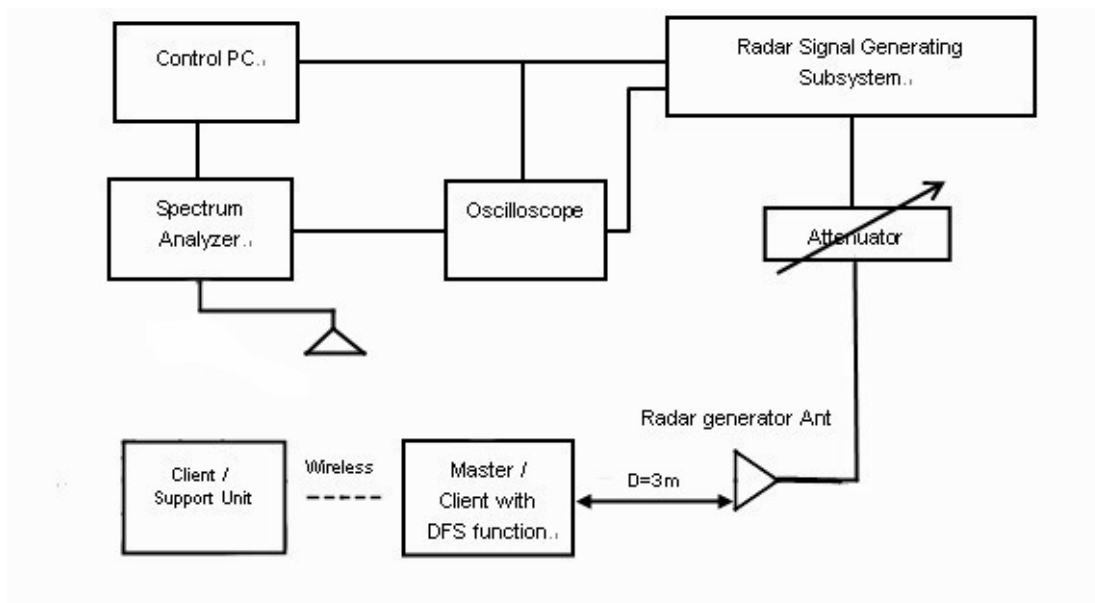 Control PC
Radar Signal Generating
Subsystem
Spectrum
Analyzer
Oscilloscope
Attenuator
Radar generator Ant
Client /
Support Unit
Wireless
Master /
Client with
DFS function
D=3m